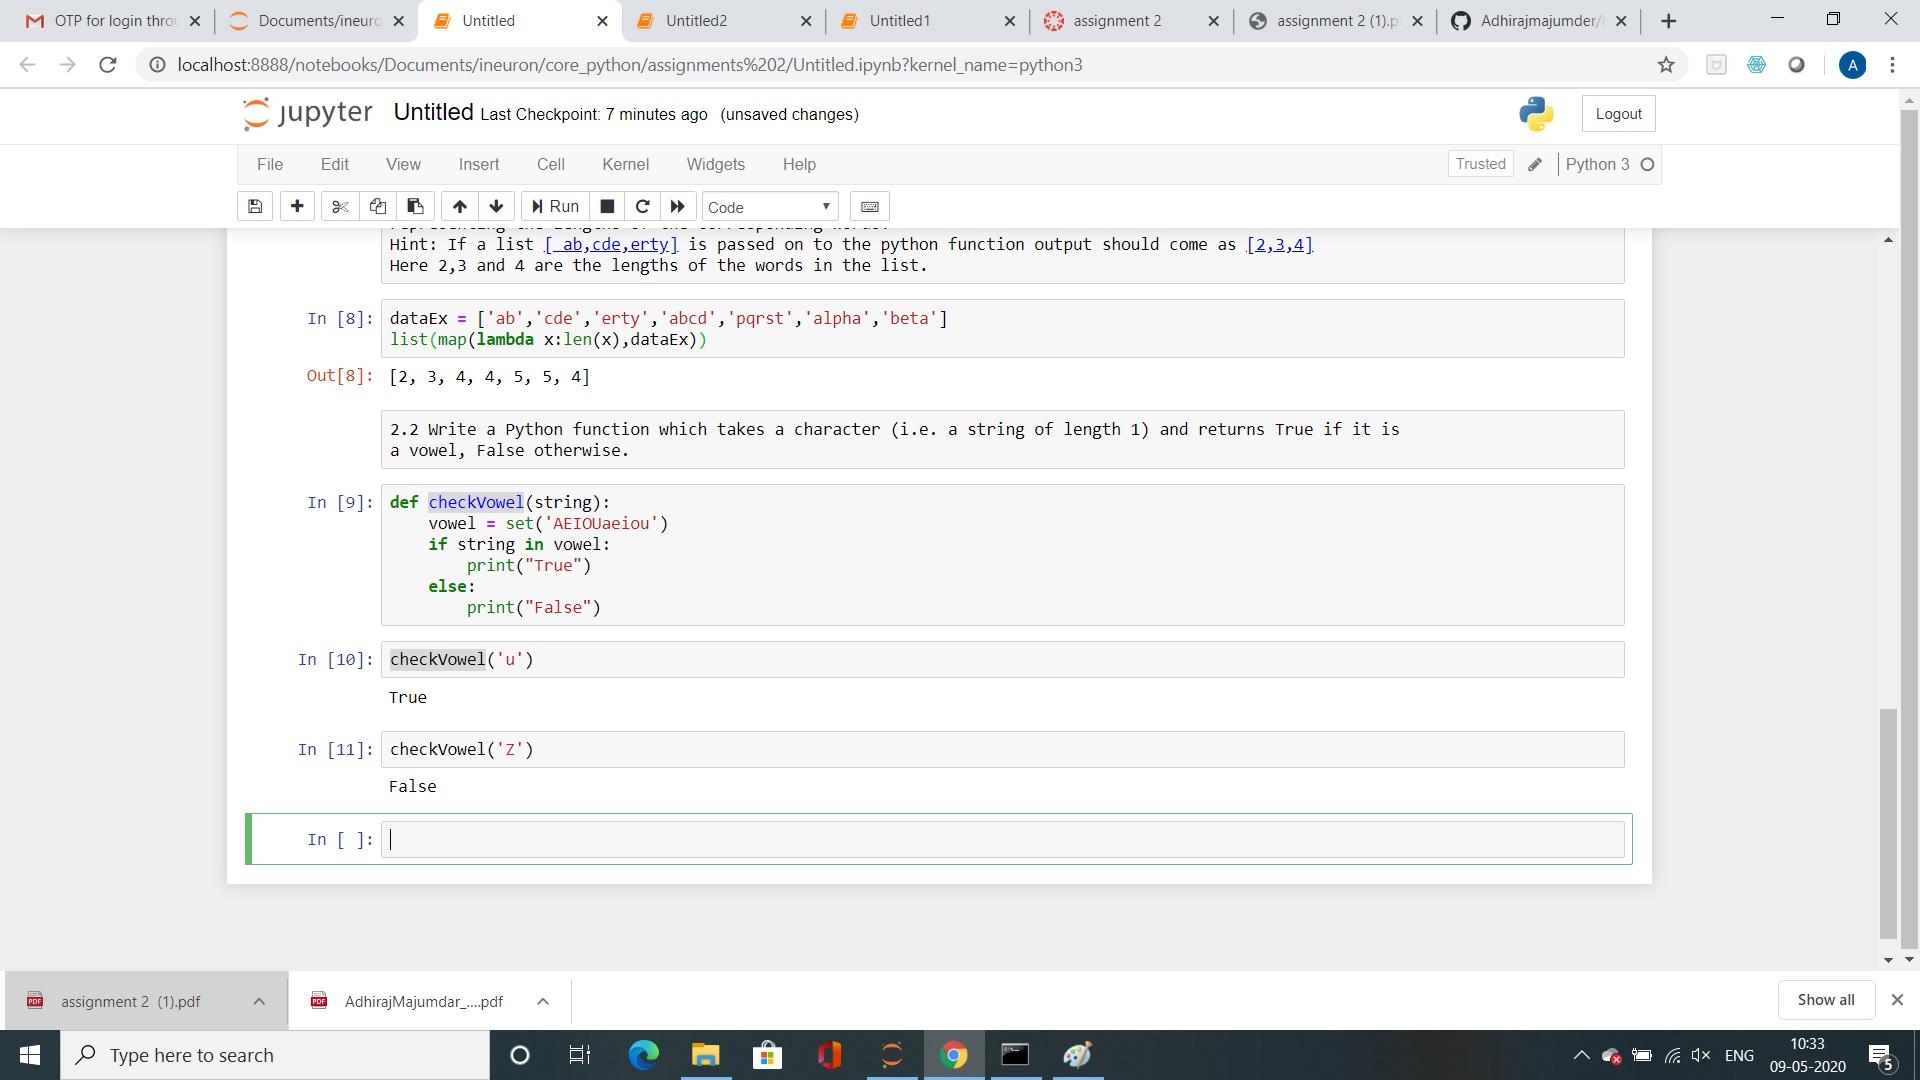 OTP for login throu
Documents/ineuro
Untitled
Untitled2
Untitled1
assignment 2
assignment 2 (1).p
Adhirajmajumder/
localhost:8888/notebooks/Documents/ineuron/core_python/assignments%202/Untitled.ipynb?kernel_name=python3
A
jupyter Untitled Last Checkpoint: 7 minutes ago (unsaved changes)
Logout
File Edit View Insert Cell Kernel Widgets Help
Trusted
Python 3
Run
Code
representing the lengths of the corresponding words.
Hint: If a list [ ab,cde,erty] is passed on to the python function output should come as [2,3,4]
Here 2,3 and 4 are the lengths of the words in the list.
In [8]: dataEx = ['ab','cde','erty','abcd','pqrst','alpha','beta']
list(map(lambda x:len(x),dataEx))
Out[8]: [2, 3, 4, 4, 5, 5, 4]
2.2 Write a Python function which takes a character (i.e. a string of length 1) and returns True if it is
a vowel, False otherwise.
In [9]: def checkVowel(string):
vowel = set('AEIOUaeiou')
if string in vowel:
print("True")
else:
print("False")
In [10]: checkVowel('u')
True
In [11]: checkVowel('Z')
False
In [ ]:
assignment 2 (1).pdf
AdhirajMajumdar_....pdf
Show all
Type here to search
ENG
10:33
09-05-2020
5